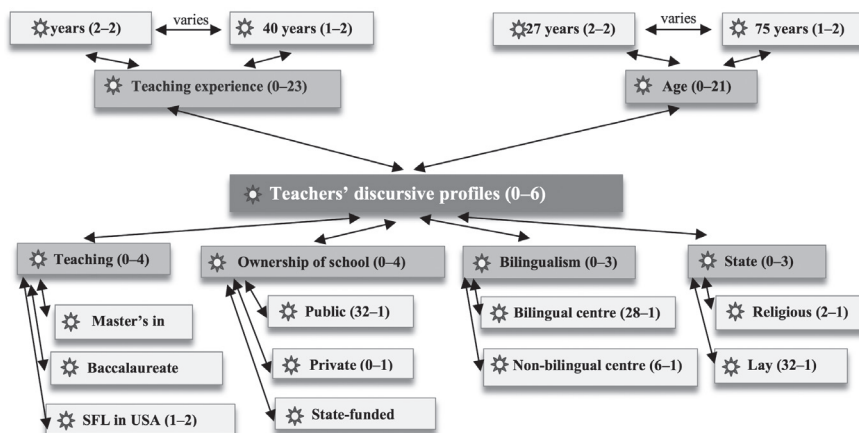 years (2–2)
varies
40 years (1–2)
27 years (2–2)
varies
75 years (1–2)
Teaching experience (0–23)
Age (0–21)
Teachers’ discursive profiles (0–6)
Teaching (0–4)
Ownership of school (0–4)
Bilingualism (0–3)
State (0–3)
Master’s in
Public (32–1)
Bilingual centre (28–1)
Religious (2–1)
Baccalaureate
Private (0–1)
Non-bilingual centre (6–1)
Lay (32–1)
SFL in USA (1–2)
State-funded